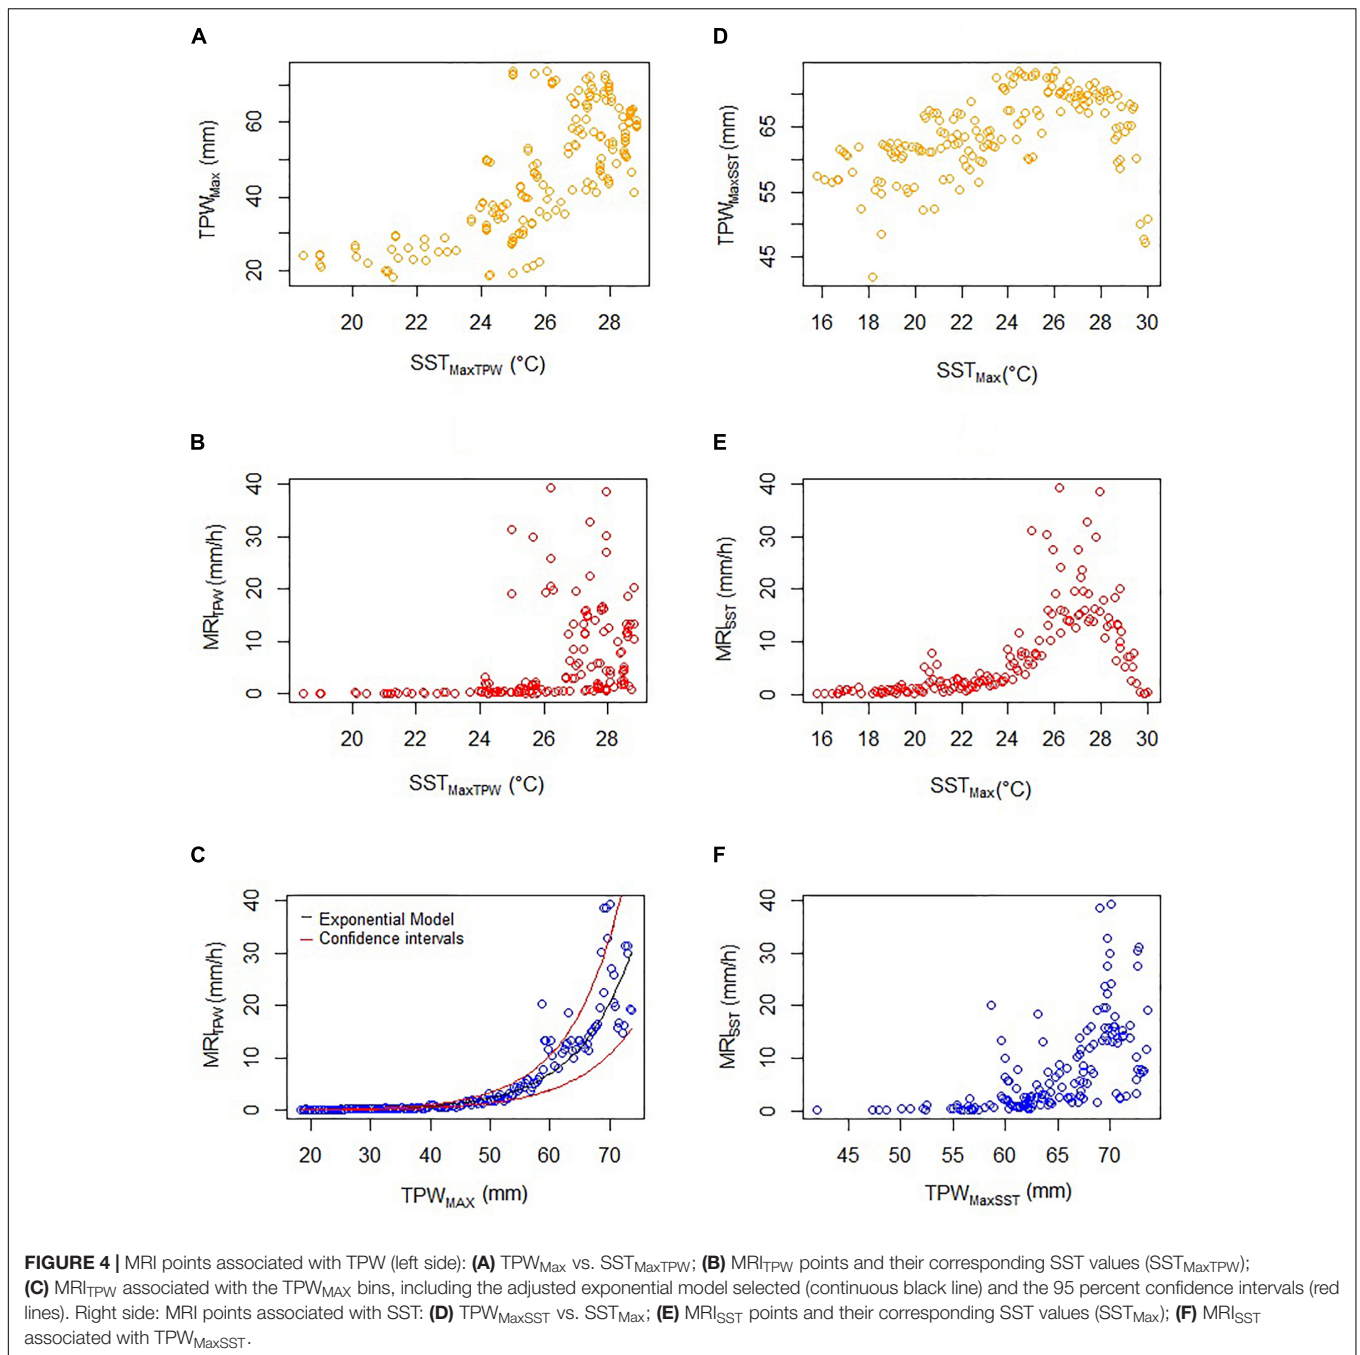 A
TPWMax (mm)
60
40
20
20 22 24 26 28
SSTMaxTPW (°C)
D
TPWMaxSST (mm)
65
55
45
16 18 20 22 24 26 28 30
SSTMax(°C)
B
MRITPW (mm/h)
40
30
20
10
0
20 22 24 26 28
SSTMaxTPW (°C)
E
MRISST (mm/h)
40
30
20
10
0
16 18 20 22 24 26 28 30
SSTMax(°C)
C
MRITPW (mm/h)
40
30
20
10
0
Exponential Model
Confidence intervals
20 30 40 50 60 70
TPWMAX (mm)
F
MRISST (mm/h)
40
30
20
10
0
45 50 55 60 65 70
TPWMaxSST (mm)
FIGURE 4 | MRI points associated with TPW (left side): (A) TPWMax vs. SSTMaxTPW; (B) MRITPW points and their corresponding SST values (SSTMaxTPW);
(C) MRITPW associated with the TPWMAX bins, including the adjusted exponential model selected (continuous black line) and the 95 percent confidence intervals (red
lines). Right side: MRI points associated with SST: (D) TPWMaxSST vs. SSTMax; (E) MRISST points and their corresponding SST values (SSTMax); (F) MRISST
associated with TPWMaxSST.